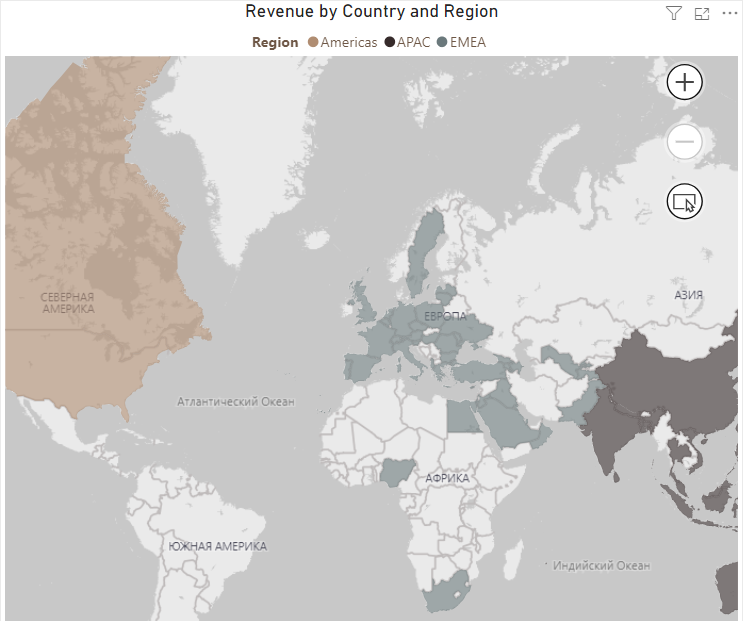 Revenue by Country and Region
Region Americas APAC EMEA
СЕВЕРНАЯ
АМЕРИКА
АЗИЯ
ЕВРОПА
Атлантический Океан
АФРИКА
ЮЖНАЯ АМЕРИКА
Индийский Океан